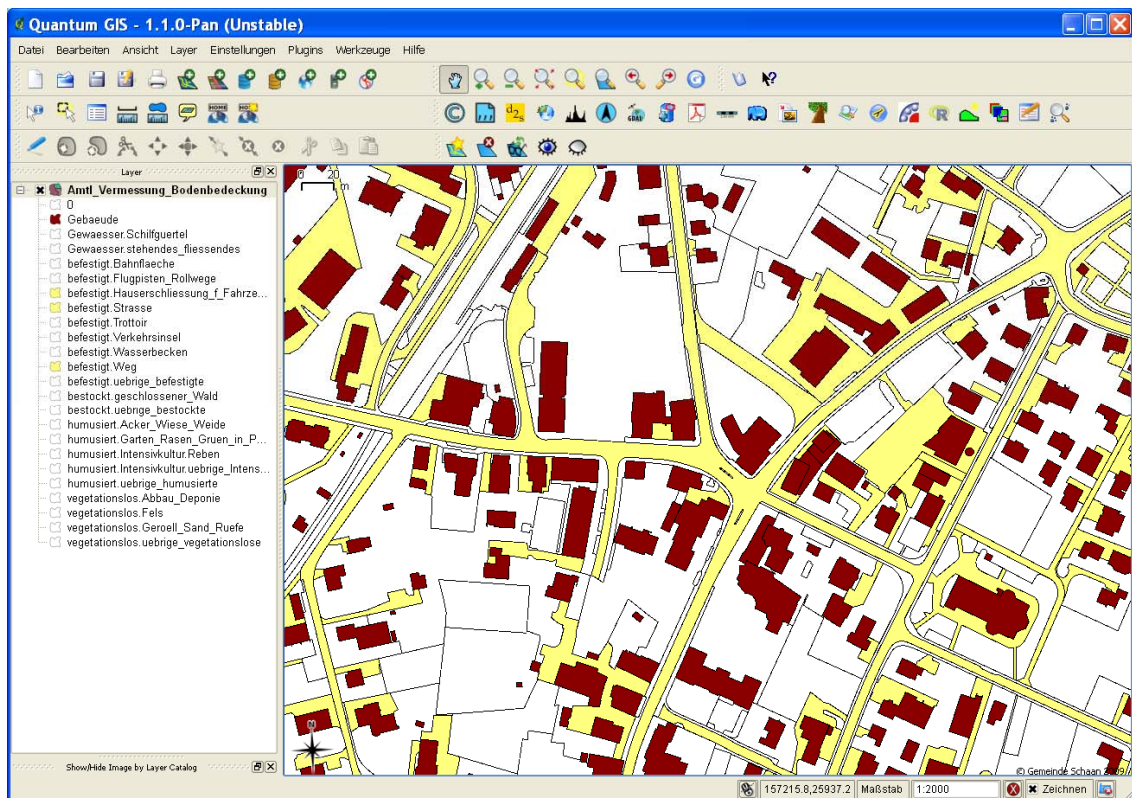 Quantum GIS - 1.1.0-Pan (Unstable)
Datei Bearbeiten Ansicht Layer Einstellungen Plugins Werkzeuge Hilfe
Layer
Amtl_Vermessung_Bodenbedeckung
0
Gebaeude
Gewaesser.Schilfguertel
Gewaesser.stehendes_fliessendes
befestigt.Bahnflaeche
befestigt.Flugpisten_Rollwege
befestigt.Hauserschliessung_f_Fahrze...
befestigt.Strasse
befestigt.Trottoir
befestigt.Verkehrsinsel
befestigt.Wasserbecken
befestigt.Weg
befestigt.uebrige_befestigte
bestockt.geschlossener_Wald
bestockt.uebrige_bestockte
humusiert.Acker_Wiese_Weide
humusiert.Garten_Rasen_Gruen_in_P...
humusiert.Intensivkultur.Reben
humusiert.Intensivkultur.uebrige_Intens...
humusiert.uebrige_humusierte
vegetationslos.Abbau_Deponie
vegetationslos.Fels
vegetationslos.Geroell_Sand_Ruefe
vegetationslos.uebrige_vegetationslose
0 20
m
N
Show/Hide Image by Layer Catalog
© Gemeinde Schaan
157215.8,25937.2 Maßstab 1:2000 Zeichnen